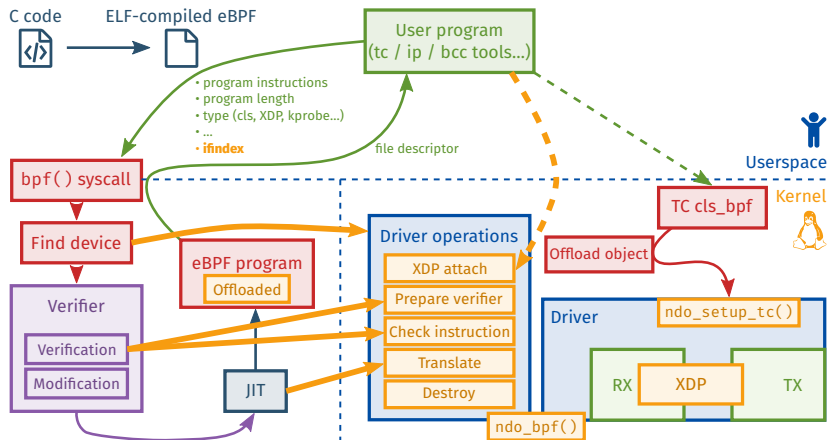 C code
ELF-compiled eBPF
User program
(tc / ip / bcc tools...)
• program instructions
• program length
• type (cls, XDP, kprobe...)
• ...
• ifindex
file descriptor
Userspace
Kernel
bpf() syscall
Find device
Verifier
Verification
Modification
eBPF program
Offloaded
JIT
Driver operations
XDP attach
Prepare verifier
Check instruction
Translate
Destroy
ndo_bpf()
TC cls_bpf
Offload object
ndo_setup_tc()
Driver
RX
XDP
TX